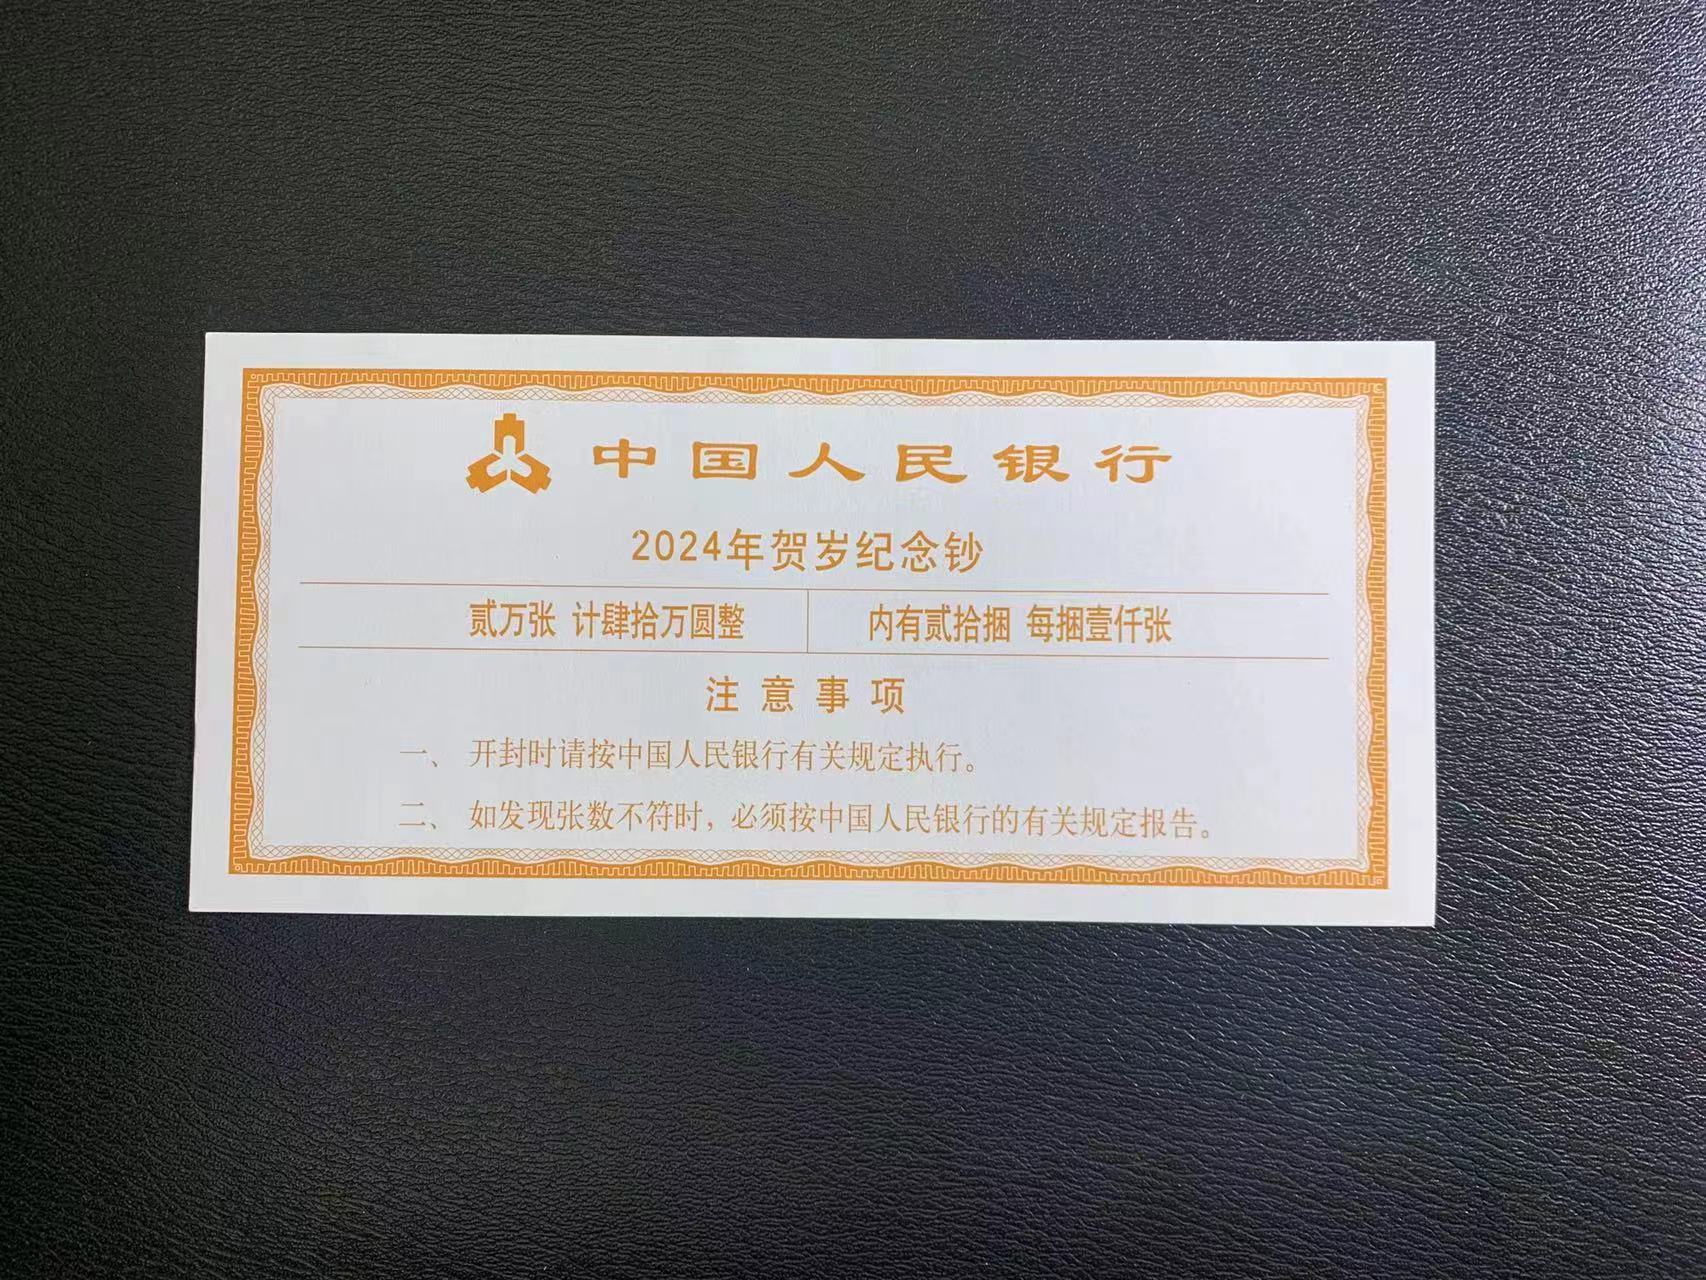 中国人民银行
2024年贺岁纪念钞
贰万张 计肆拾万圆整 内有贰拾捆 每捆壹仟张
注意事项
一、 开封时请按中国人民银行有关规定执行。
二、 如发现张数不符时，必须按中国人民银行的有关规定报告。